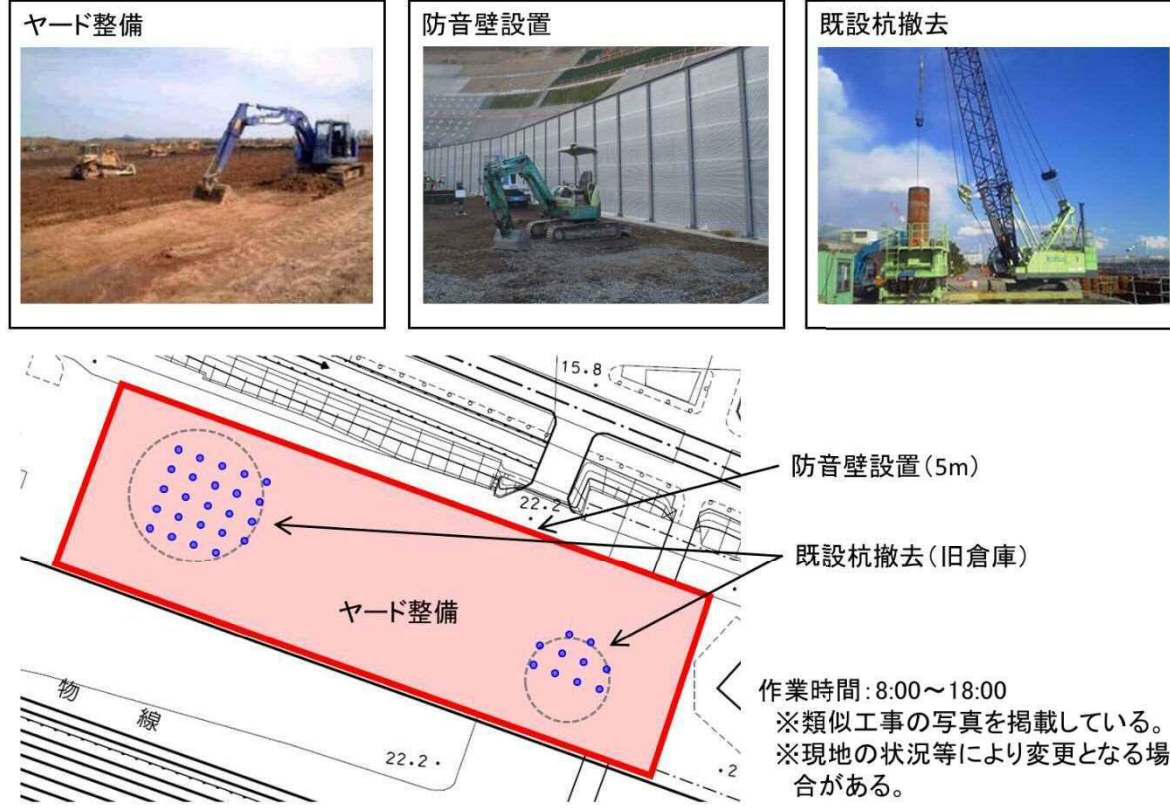 ヤード整備
防音壁設置
既設杭撤去
15.8
防音壁設置(5m)
22.2
既設杭撤去(旧倉庫)
ヤード整備
物線
作業時間:8:00～18:00
※類似工事の写真を掲載している。
※現地の状況等により変更となる場
合がある。
22.2
2